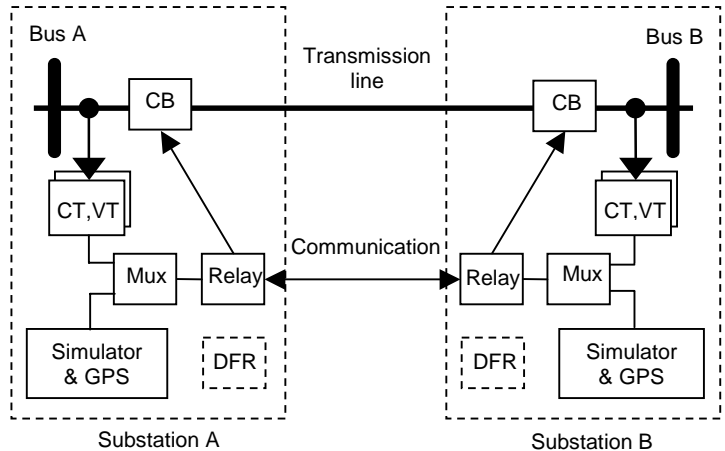 Bus A
Transmission
line
Bus B
CB
CB
CT,VT
CT,VT
Communication
Mux
Relay
Relay
Mux
Simulator
& GPS
DFR
DFR
Simulator
& GPS
Substation A
Substation B